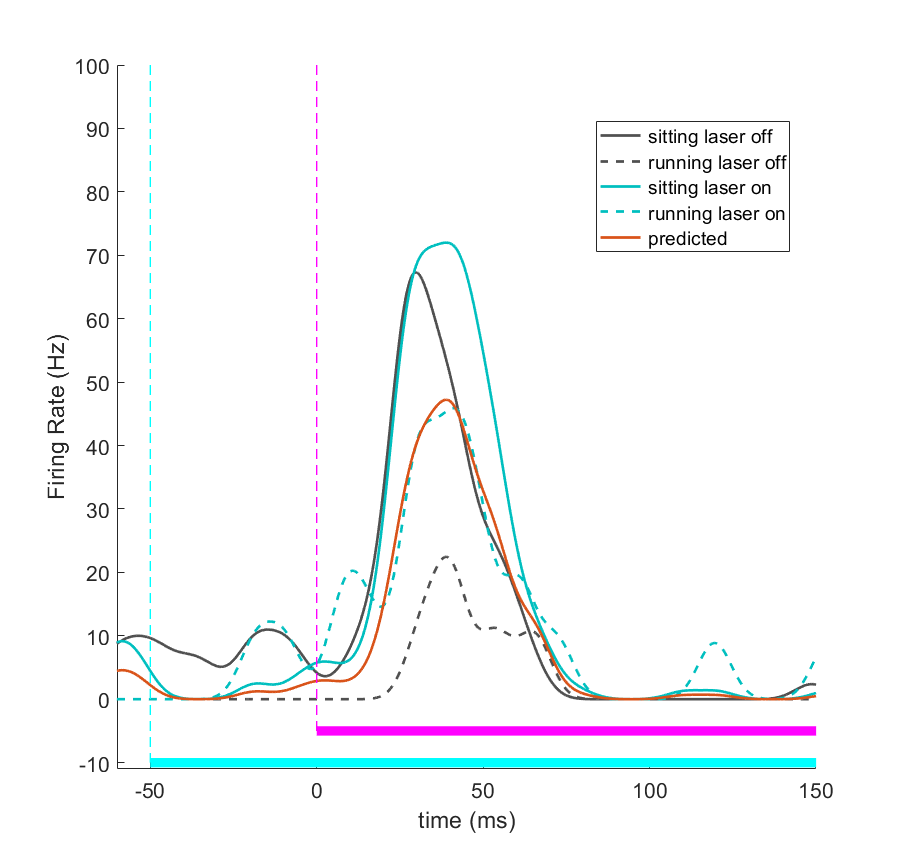 100
90
80
70
60
50
40
30
20
10
0
-10
Firing Rate (Hz)
sitting laser off
running laser off
sitting laser on
running laser on
predicted
-50
0
50
100
150
time (ms)